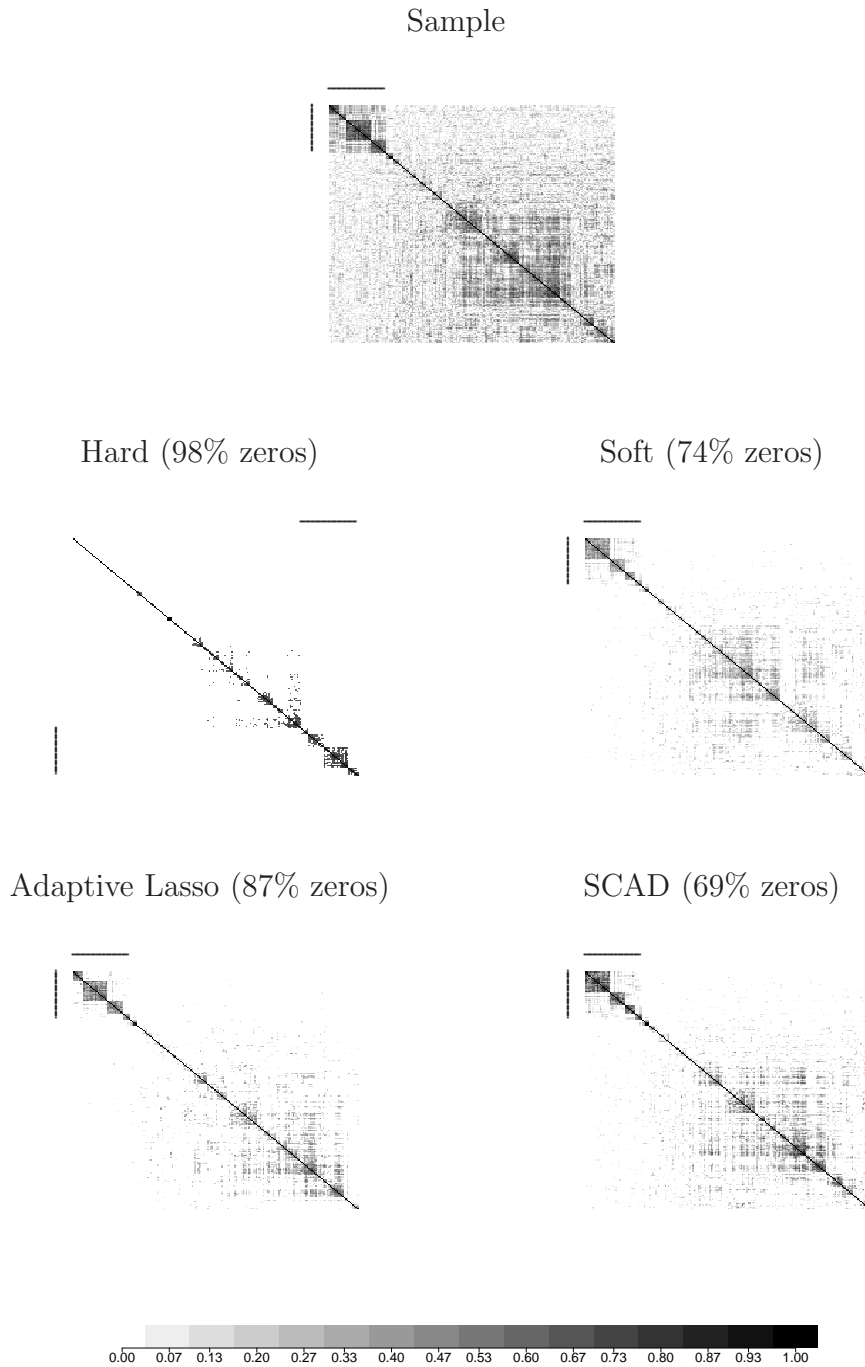 Sample
Hard (98% zeros)
Soft (74% zeros)
Adaptive Lasso (87% zeros)
SCAD (69% zeros)
0.00 0.07 0.13 0.20 0.27 0.33 0.40 0.47 0.53 0.60 0.67 0.73 0.80 0.87 0.93 1.00